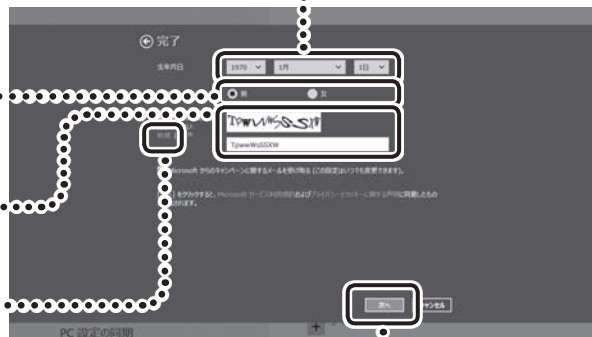 完了
生年月日
1970
1月
1日
男
女
TpwwWsSGXW
Microsoft からのキャンペーンに関するメールを受け取る (この設定はいつでも変更できます)。
をクリックすると、Microsoft サービス利用規約およびプライバシーとCookieに関する声明に同意したもの
されます。
次へ
キャンセル
PC 設定の同期